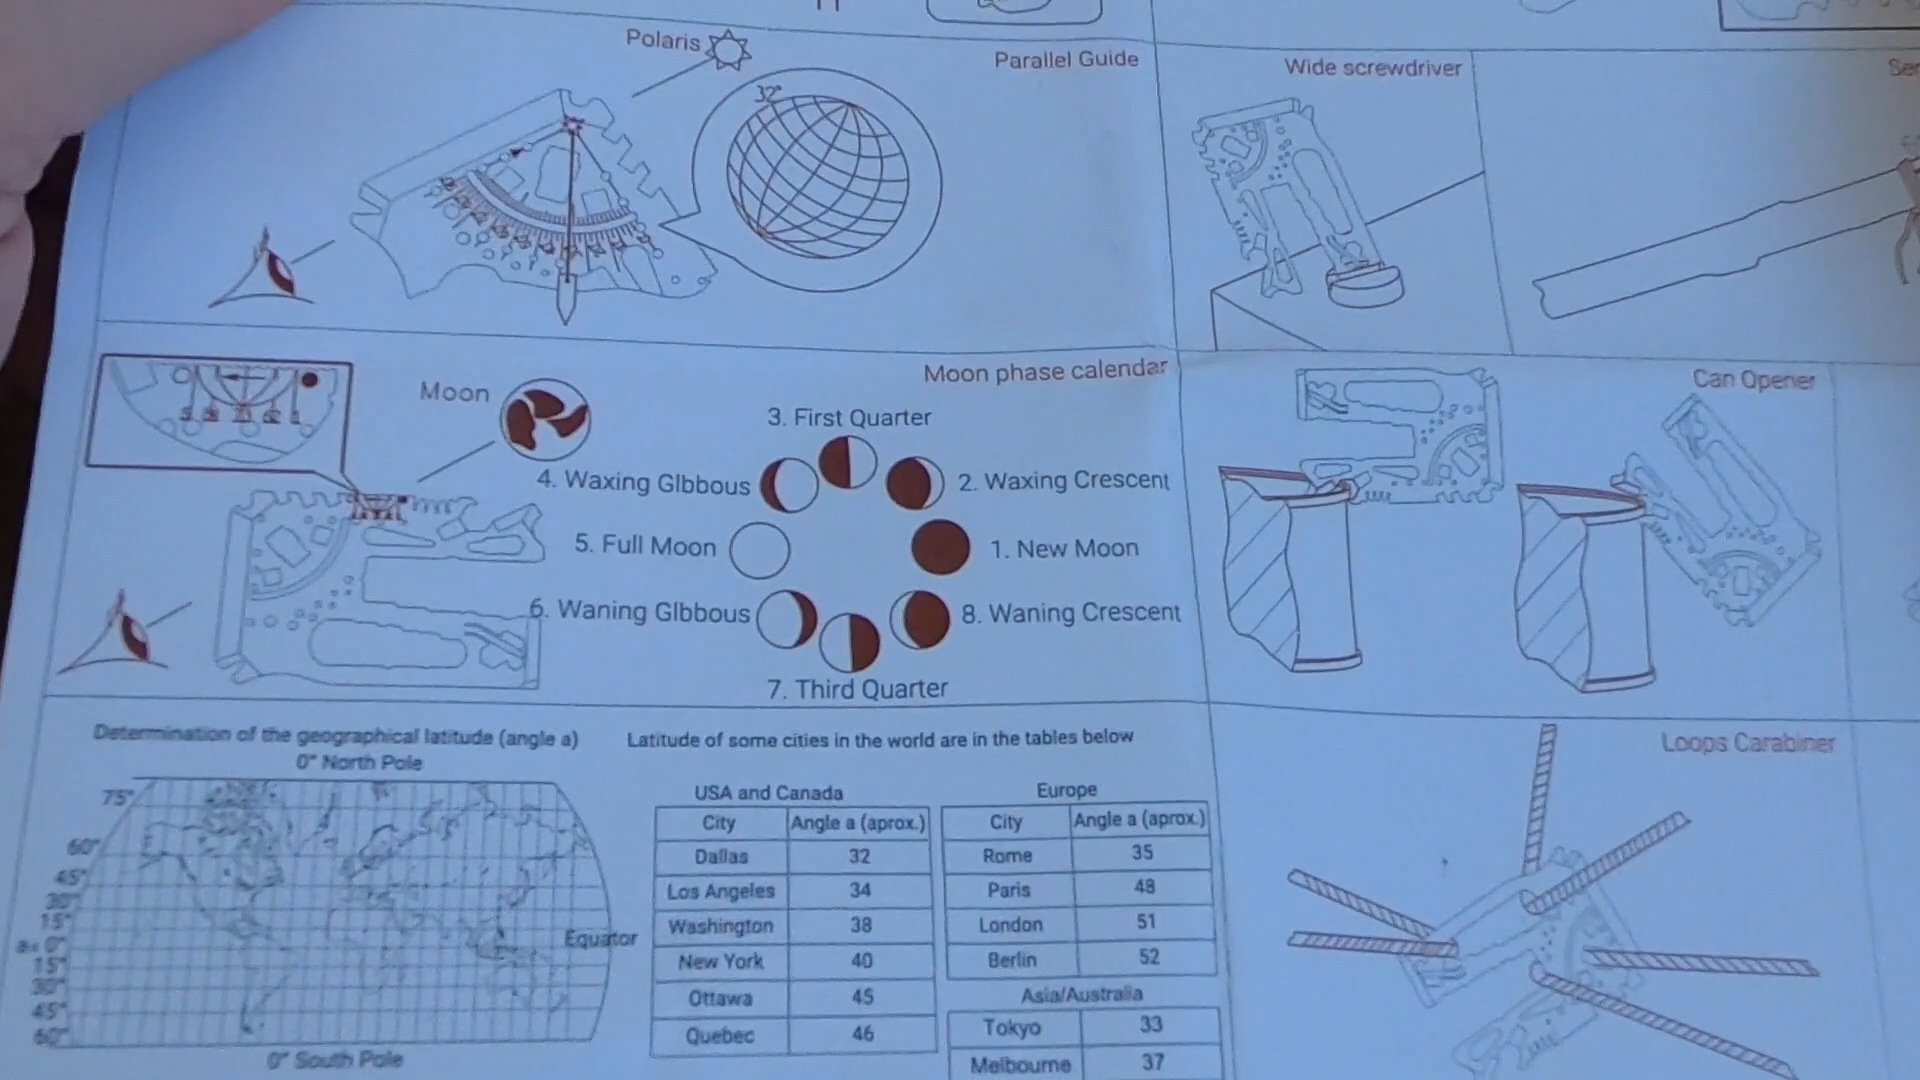 Polaris
Parallel Guide
32°
Wide screwdriver
Moon phase calendar
Moon
3. First Quarter
4. Waxing GIbbous
2. Waxing Crescent
5. Full Moon
1. New Moon
6. Waning GIbbous
8. Waning Crescent
7. Third Quarter
Can Opener
Determination of the geographical latitude (angle a)
0° North Pole
75°
60°
45°
30°
15°
a= 0°
Equator
15°
30°
45°
60°
0° South Pole
Latitude of some cities in the world are in the tables below
USA and Canada
City Angle a (aprox.)
Dallas 32
Los Angeles 34
Washington 38
New York 40
Ottawa 45
Quebec 46
Europe
City Angle a (aprox.)
Rome 35
Paris 48
London 51
Berlin 52
Asia/Australia
Tokyo 33
Melbourne 37
Loops Carabiner